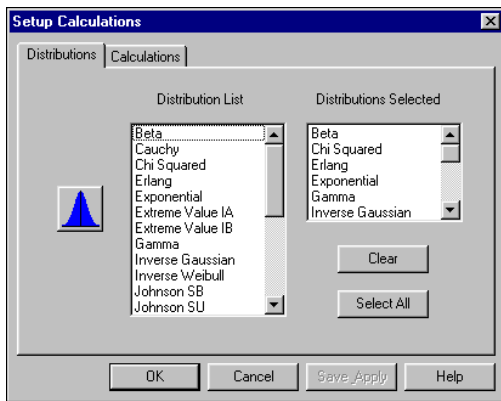 Setup Calculations
Distributions
Calculations
Distribution List
Beta
Cauchy
Chi Squared
Erlang
Exponential
Extreme Value IA
Extreme Value IB
Gamma
Inverse Gaussian
Inverse Weibull
Johnson SB
Johnson SU
Distributions Selected
Beta
Chi Squared
Erlang
Exponential
Gamma
Inverse Gaussian
Clear
Select All
OK
Cancel
Save_Apply
Help